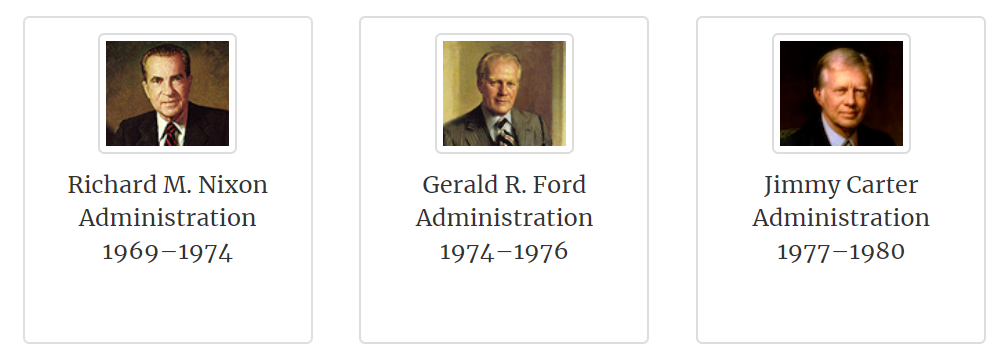 Richard M. Nixon
Administration
1969–1974
Gerald R. Ford
Administration
1974–1976
Jimmy Carter
Administration
1977–1980